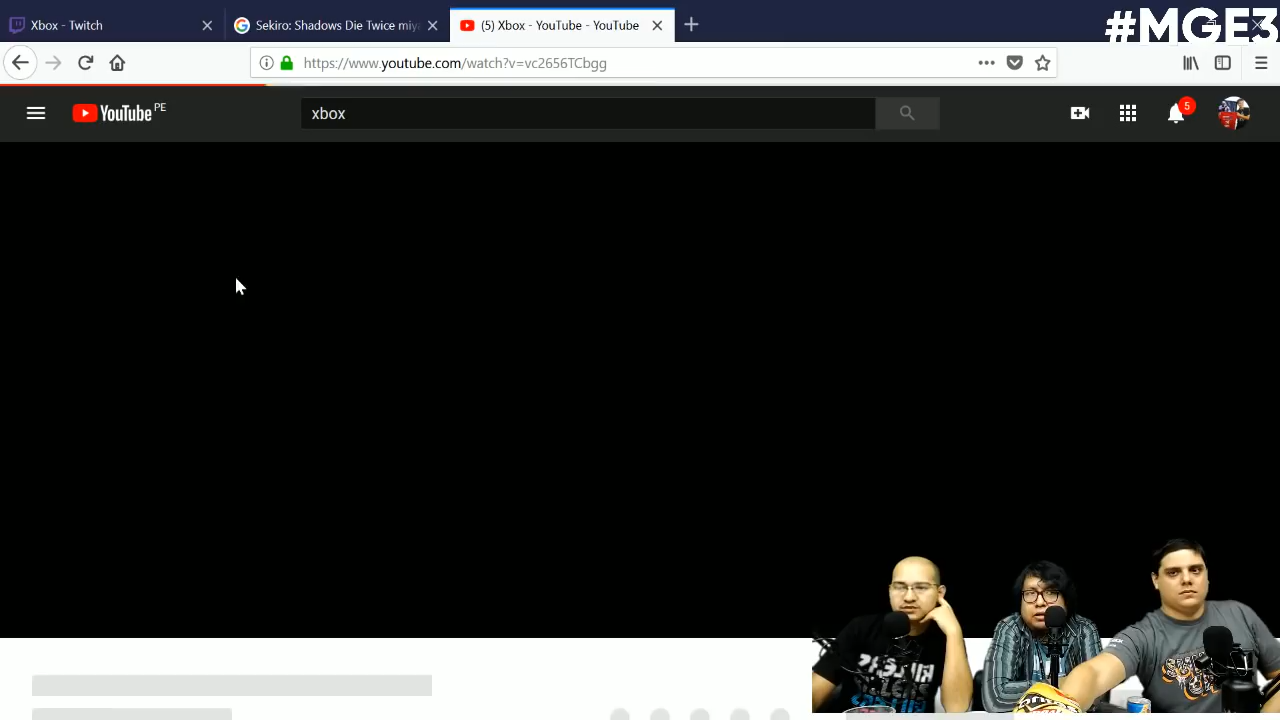 Xbox - Twitch
Sekiro: Shadows Die Twice miy
(5) Xbox - YouTube - YouTube
#MGE3
https://www.youtube.com/watch?v=vc2656TCbgg
YouTube PE
xbox
5